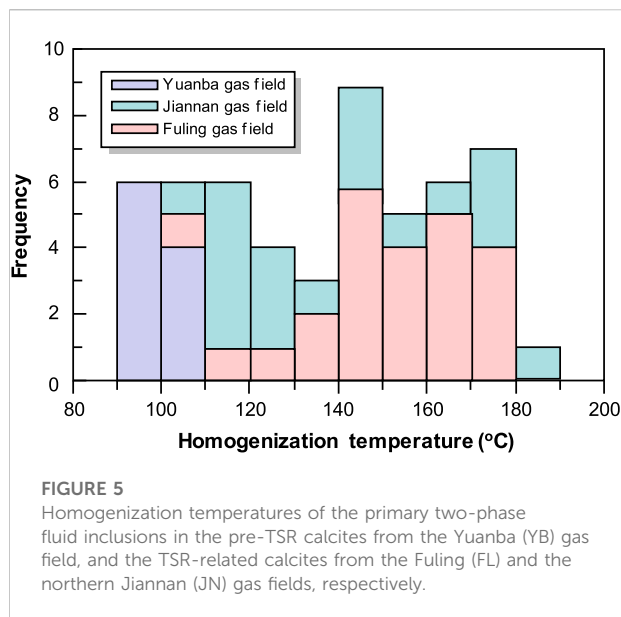 10
8
6
4
2
0
Frequency
Yuanba gas field
Jiannan gas field
Fuling gas field
80 100 120 140 160 180 200
Homogenization temperature (ºC)
FIGURE 5
Homogenization temperatures of the primary two-phase
fluid inclusions in the pre-TSR calcites from the Yuanba (YB) gas
field, and the TSR-related calcites from the Fuling (FL) and the
northern Jiannan (JN) gas fields, respectively.